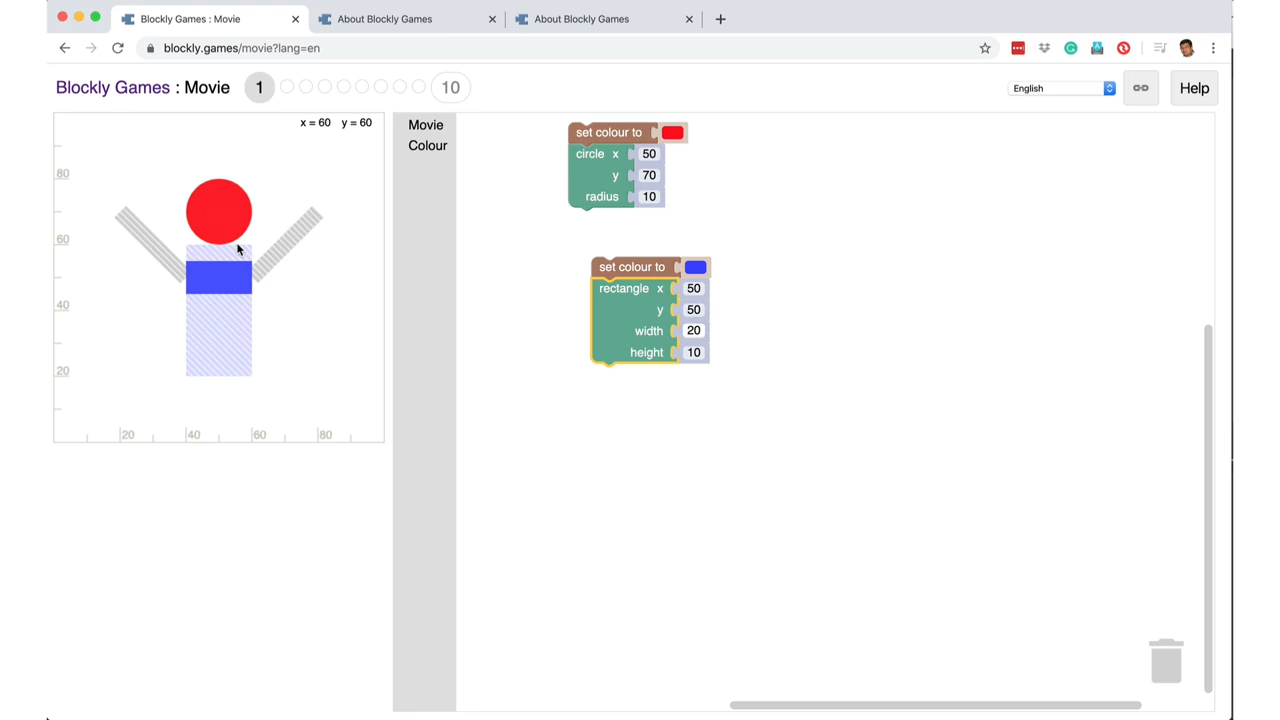 Blockly Games : Movie
About Blockly Games
About Blockly Games
blockly.games/movie?lang=en
Blockly Games : Movie 1 10
English
Help
x = 60 y = 60
80
60
40
20
20 40 60 80
Movie
Colour
set colour to
circle x 50
y 70
radius 10
set colour to
rectangle x 50
y 50
width 20
height 10